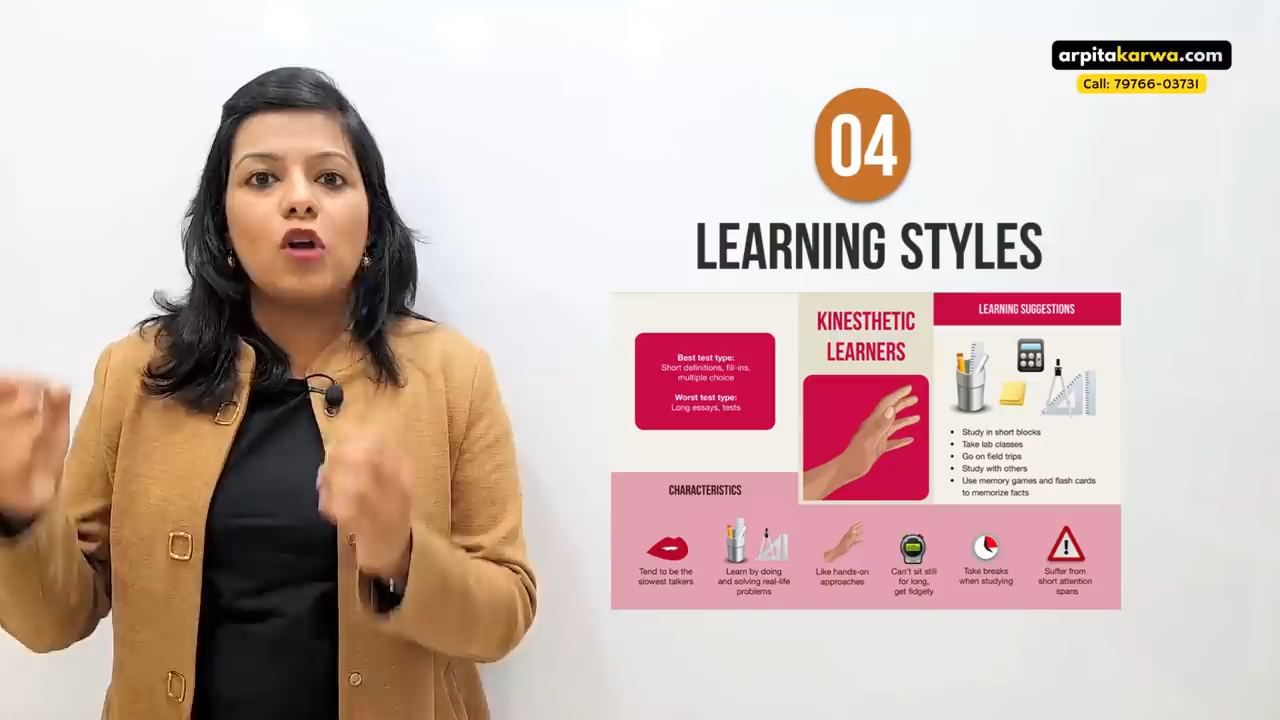 arpitakarwa.com
Call: 79766-03731
04
LEARNING STYLES
Best test type:
Short definitions, fill-ins,
multiple choice
Worst test type:
Long essays, tests
KINESTHETIC
LEARNERS
LEARNING SUGGESTIONS
• Study in short blocks
• Take lab classes
• Go on field trips
• Study with others
• Use memory games and flash cards
to memorize facts
CHARACTERISTICS
Tend to be the
slowest talkers
Learn by doing
and solving real-life
problems
Like hands-on
approaches
Can't sit still
for long,
get fidgety
Take breaks
when studying
Suffer from
short attention
spans